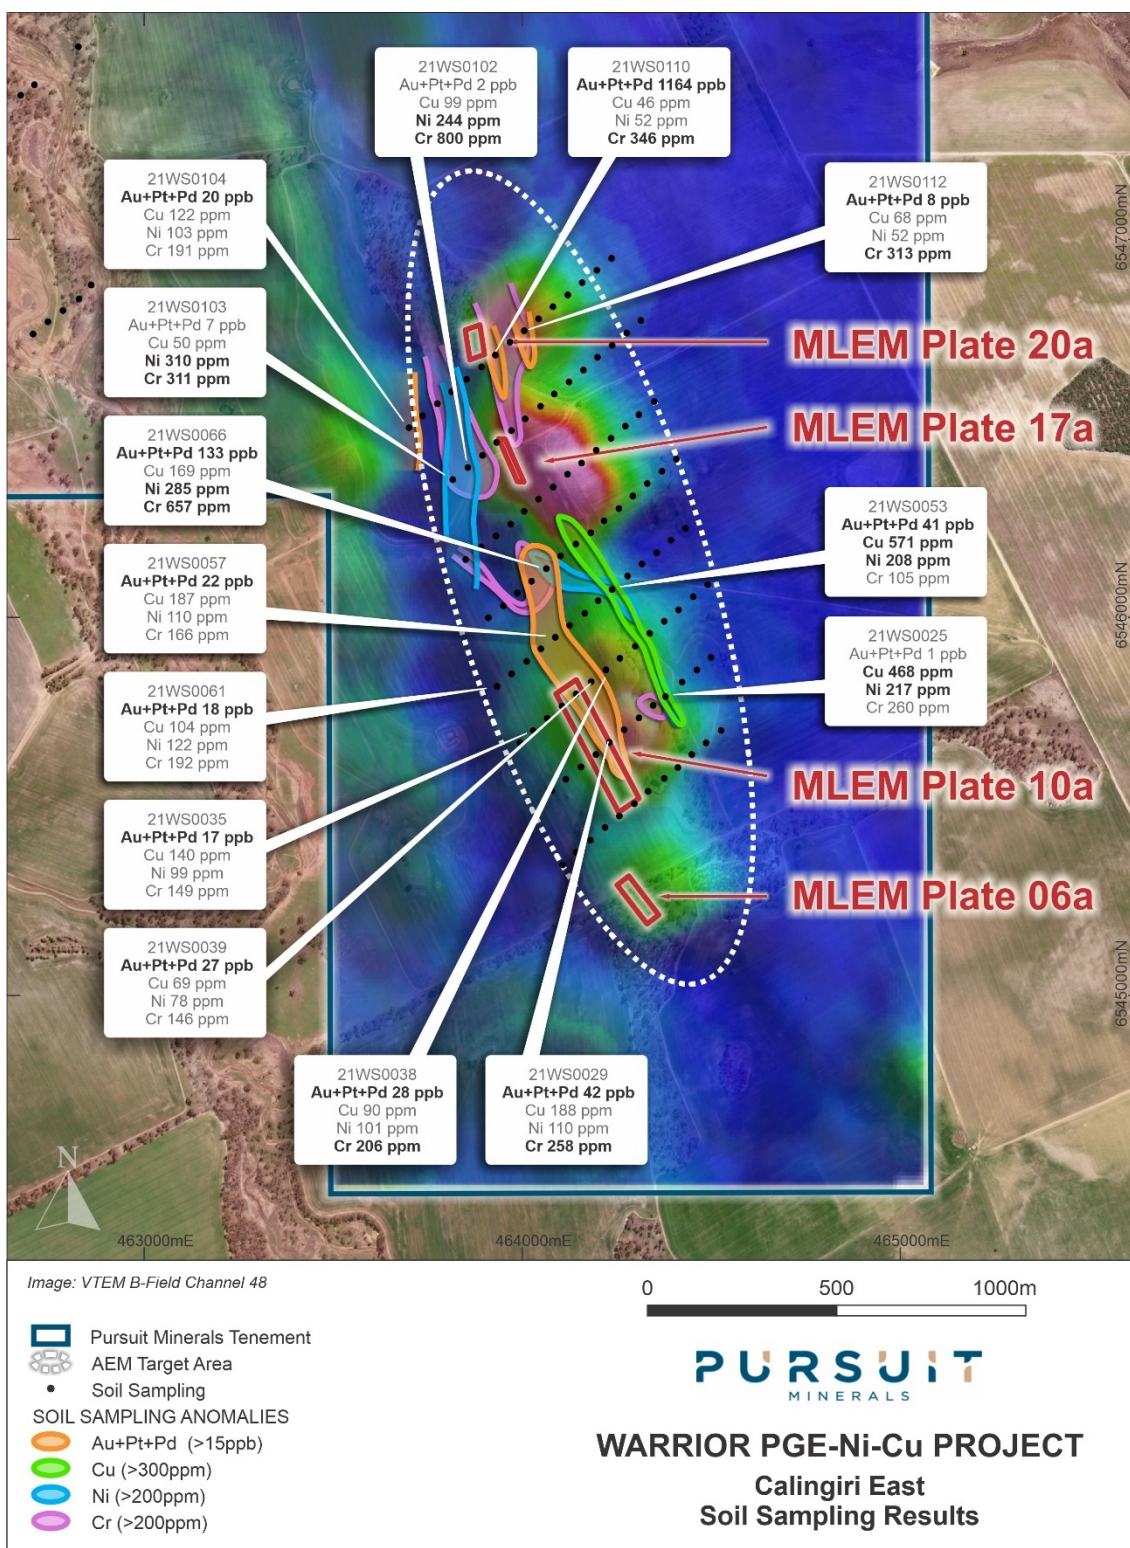 21WS0102
Au+Pt+Pd 2 ppb
Cu 99 ppm
Ni 244 ppm
Cr 800 ppm
21WS0110
Au+Pt+Pd 1164 ppb
Cu 46 ppm
Ni 52 ppm
Cr 346 ppm
21WS0104
Au+Pt+Pd 20 ppb
Cu 122 ppm
Ni 103 ppm
Cr 191 ppm
21WS0112
Au+Pt+Pd 8 ppb
Cu 68 ppm
Ni 52 ppm
Cr 313 ppm
6547000mN
21WS0103
Au+Pt+Pd 7 ppb
Cu 50 ppm
Ni 310 ppm
Cr 311 ppm
MLEM Plate 20a
MLEM Plate 17a
21WS0066
Au+Pt+Pd 133 ppb
Cu 169 ppm
Ni 285 ppm
Cr 657 ppm
21WS0053
Au+Pt+Pd 41 ppb
Cu 571 ppm
Ni 208 ppm
Cr 105 ppm
21WS0057
Au+Pt+Pd 22 ppb
Cu 187 ppm
Ni 110 ppm
Cr 166 ppm
6546000mN
21WS0025
Au+Pt+Pd 1 ppb
Cu 468 ppm
Ni 217 ppm
Cr 260 ppm
21WS0061
Au+Pt+Pd 18 ppb
Cu 104 ppm
Ni 122 ppm
Cr 192 ppm
MLEM Plate 10a
21WS0035
Au+Pt+Pd 17 ppb
Cu 140 ppm
Ni 99 ppm
Cr 149 ppm
MLEM Plate 06a
21WS0039
Au+Pt+Pd 27 ppb
Cu 69 ppm
Ni 78 ppm
Cr 146 ppm
6545000mN
21WS0038
Au+Pt+Pd 28 ppb
Cu 90 ppm
Ni 101 ppm
Cr 206 ppm
21WS0029
Au+Pt+Pd 42 ppb
Cu 188 ppm
Ni 110 ppm
Cr 258 ppm
N
463000mE
464000mE
465000mE
Image: VTEM B-Field Channel 48
Pursuit Minerals Tenement
AEM Target Area
Soil Sampling
SOIL SAMPLING ANOMALIES
Au+Pt+Pd (>15ppb)
Cu (>300ppm)
Ni (>200ppm)
Cr (>200ppm)
0 500 1000m
PURSUIT
MINERALS
WARRIOR PGE-Ni-Cu PROJECT
Calingiri East
Soil Sampling Results